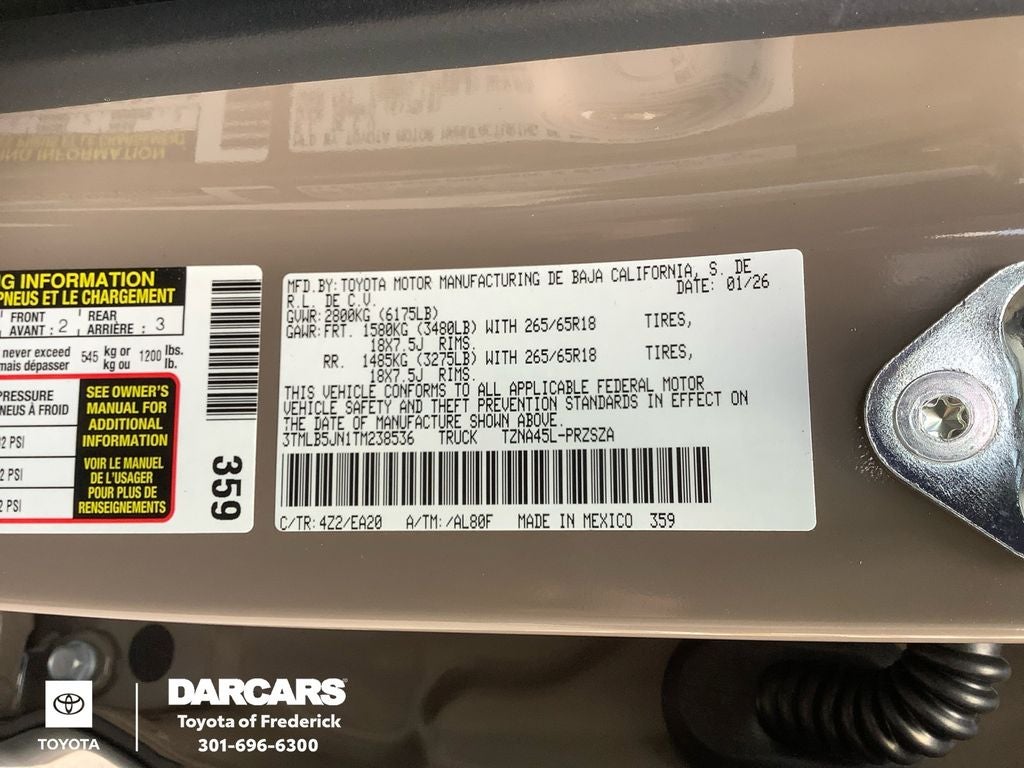 NG INFORMATION
PNEUS ET LE CHARGEMENT
FRONT
AVANT : 2
REAR
ARRIÈRE : 3
never exceed
mais dépasser
545 kg or
kg ou
1200 lbs.
lb.
PRESSURE
NEUS À FROID
2 PSI
2 PSI
2 PSI
SEE OWNER'S
MANUAL FOR
ADDITIONAL
INFORMATION
VOIR LE MANUEL
DE L'USAGER
POUR PLUS DE
RENSEIGNEMENTS
359
MFD.BY: TOYOTA MOTOR MANUFACTURING DE BAJA CALIFORNIA, S. DE
R.L. DE C.V. DATE: 01/26
GVWR: 2800KG (6175LB)
GAWR: FRT. 1580KG (3480LB) WITH 265/65R18 TIRES,
18X7.5J RIMS.
RR. 1485KG (3275LB) WITH 265/65R18 TIRES,
18X7.5J RIMS.
THIS VEHICLE CONFORMS TO ALL APPLICABLE FEDERAL MOTOR
VEHICLE SAFETY AND THEFT PREVENTION STANDARDS IN EFFECT ON
THE DATE OF MANUFACTURE SHOWN ABOVE.
3TMLB5JN1TM238536 TRUCK TZNA45L-PRZSZA
C/TR: 4Z2/EA20 A/TM: /AL80F MADE IN MEXICO 359
TOYOTA
DARCARS
Toyota of Frederick
301-696-6300